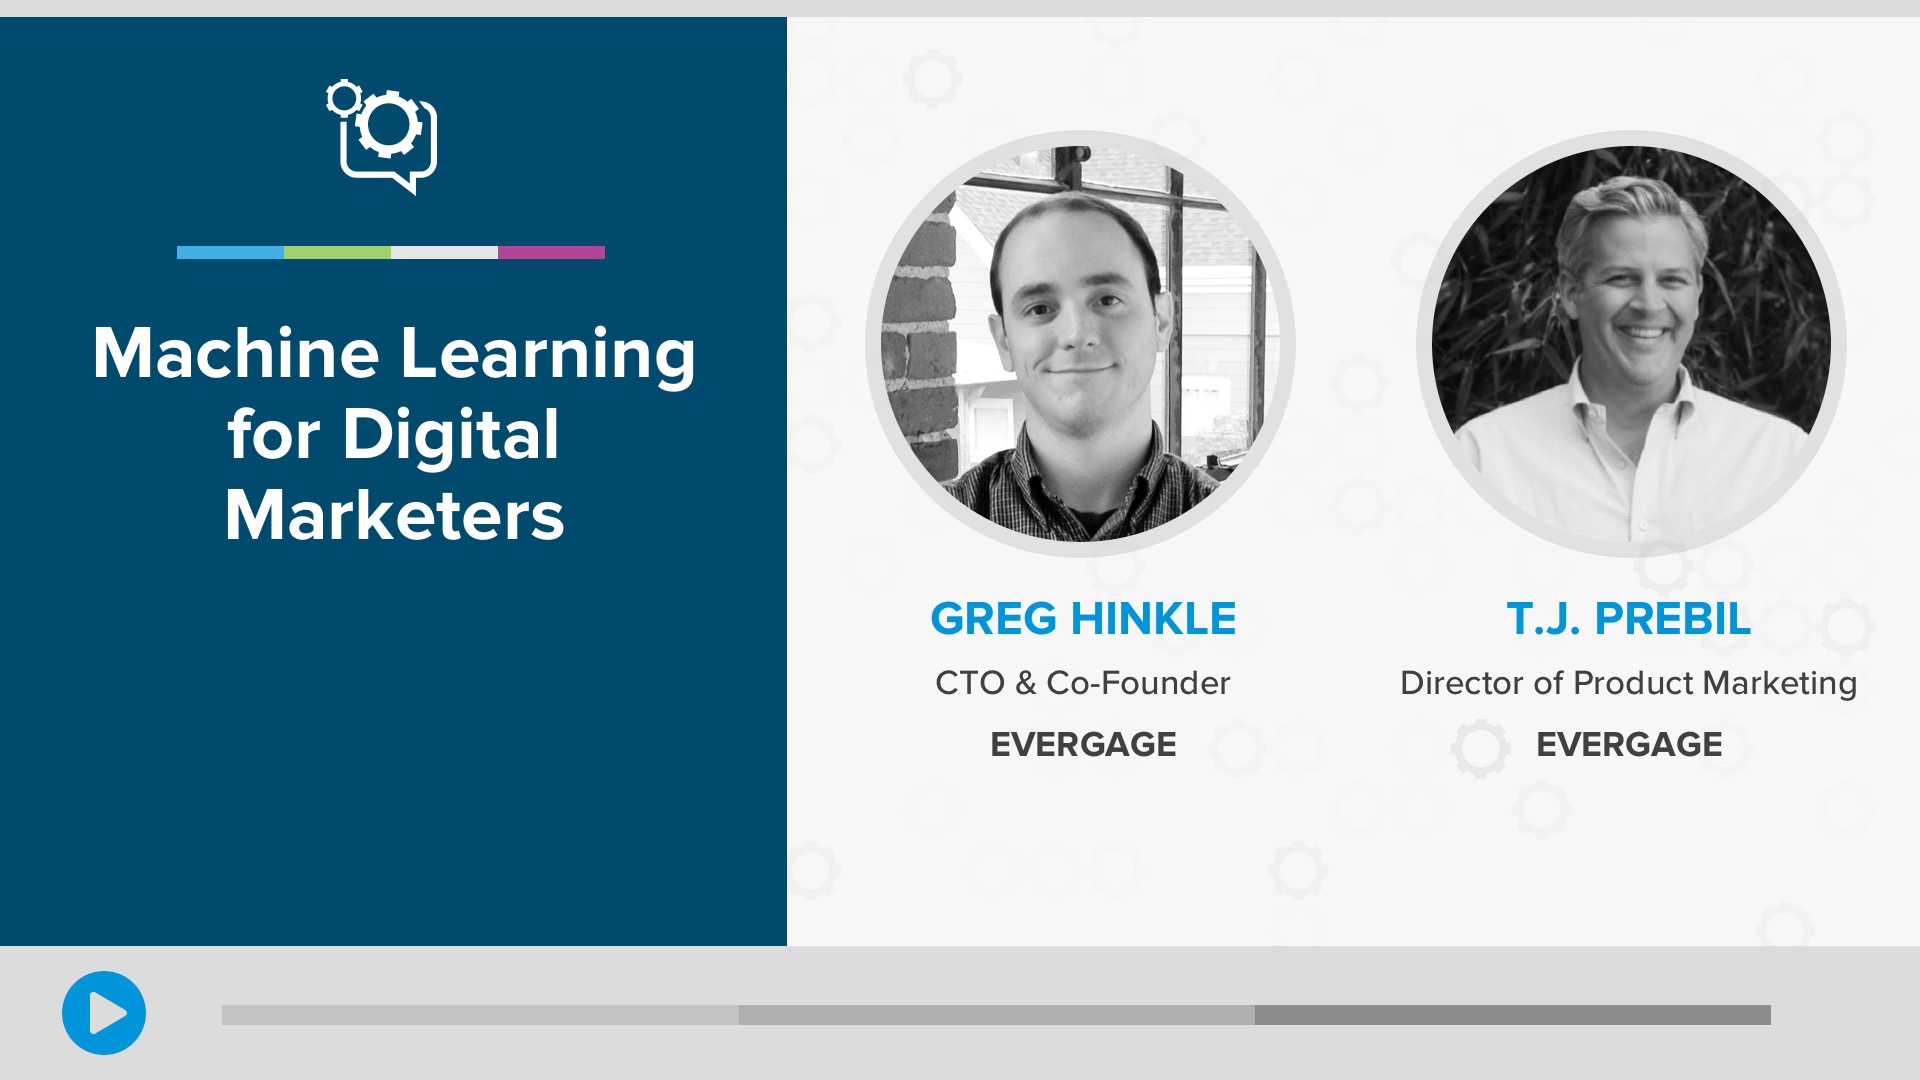 Machine Learning
for Digital
Marketers
GREG HINKLE
CTO & Co-Founder
EVERGAGE
T.J. PREBIL
Director of Product Marketing
EVERGAGE